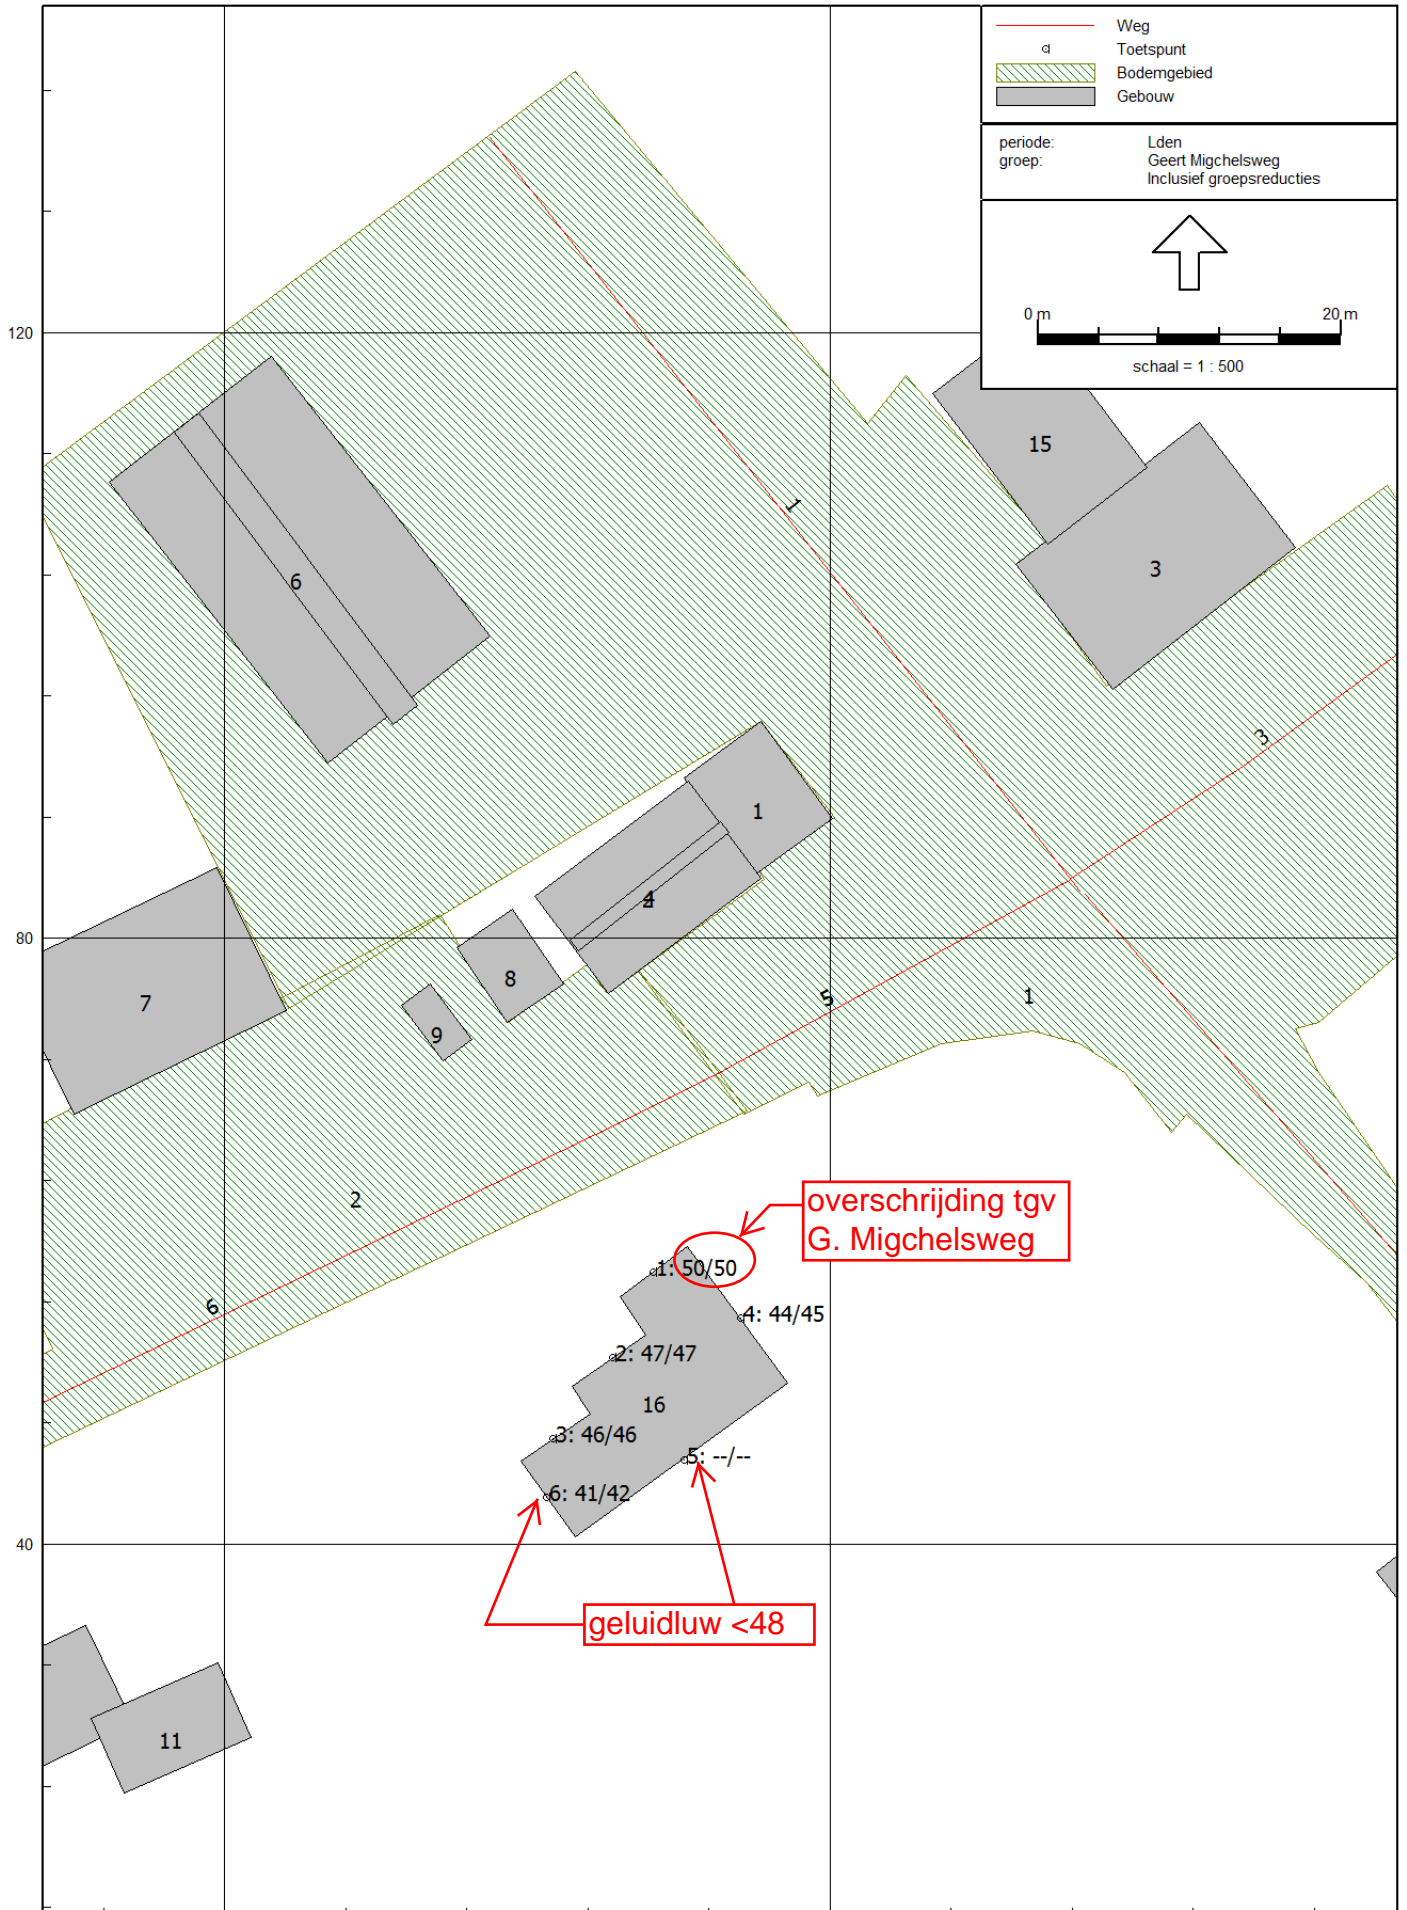 Weg
Toetspunt
Bodemgebied
Gebouw
periode: Lden
groep: Geert Migchelsweg
Inclusief groepsreducties
0 m 20 m
schaal = 1 : 500
120
15
1
3
6
3
1
4
80
8
7
5
1
9
2
overschrijding tgv
G. Migchelsweg
1: 50/50
6
4: 44/45
2: 47/47
16
3: 46/46
5: --/--
6: 41/42
40
geluidluw <48
11